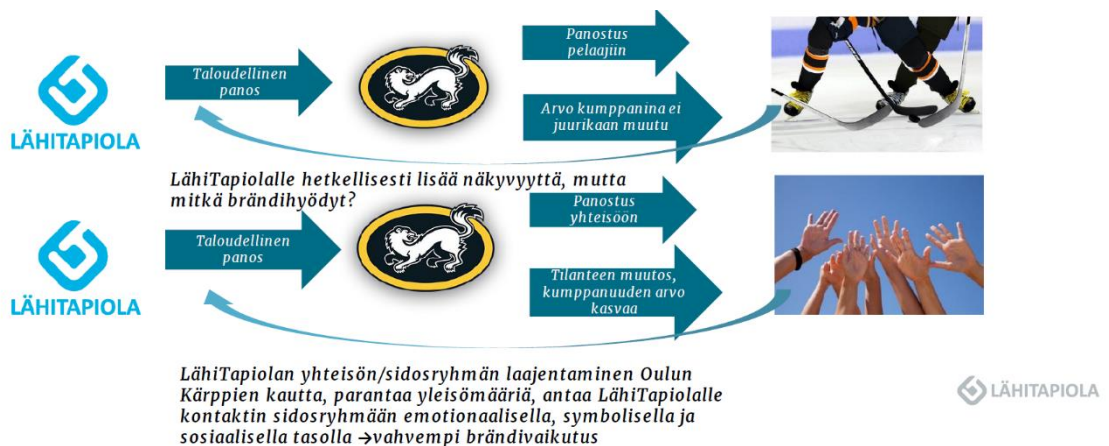 Taloudellinen
panos
Panostus
pelaajiin
Arvo kumppanina ei
juurikaan muutu
LÄHITAPIOLA
LähiTapiolalle hetkellisesti lisää näkyvyyttä, mutta
mitkä brändihyödyt?
Taloudellinen
panos
Panostus
yhteisöön
Tilanteen muutos,
kumppanuuden arvo
kasvaa
LÄHITAPIOLA
LähiTapiolan yhteisön/sidosryhmän laajentaminen Oulun
Kärppien kautta, parantaa yleisömääriä, antaa LähiTapiolalle
kontaktin sidosryhmään emotionaalisella, symbolisella ja
sosiaalisella tasolla →vahvempi brändivaikutus
LÄHITAPIOLA